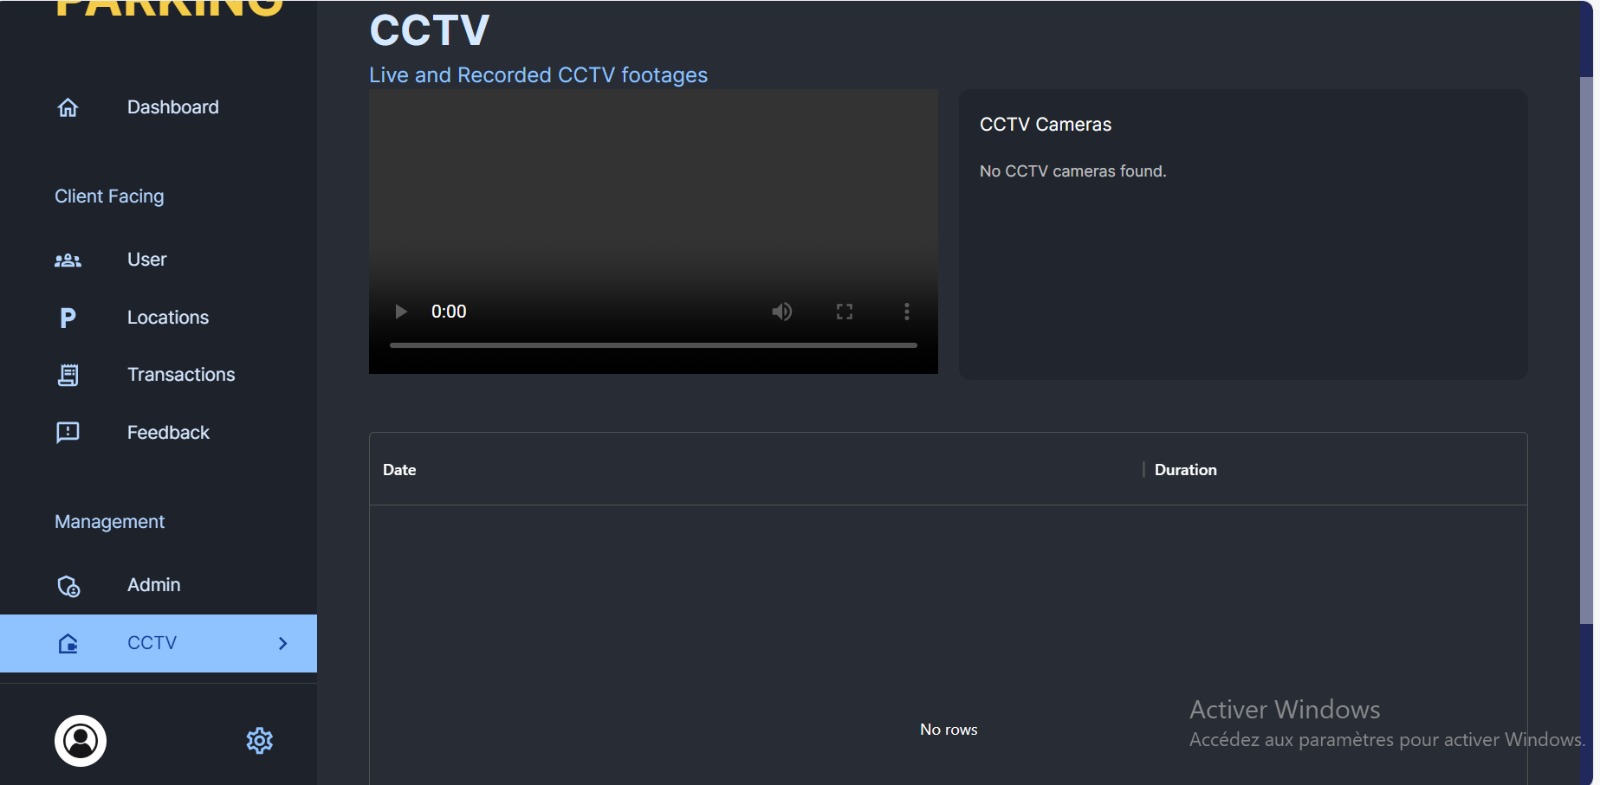 PARKING
Dashboard
Client Facing
User
P
Locations
Transactions
Feedback
Management
Admin
CCTV
CCTV
Live and Recorded CCTV footages
0:00
CCTV Cameras
No CCTV cameras found.
Date
Duration
No rows
Activer Windows
Accédez aux paramètres pour activer Windows.